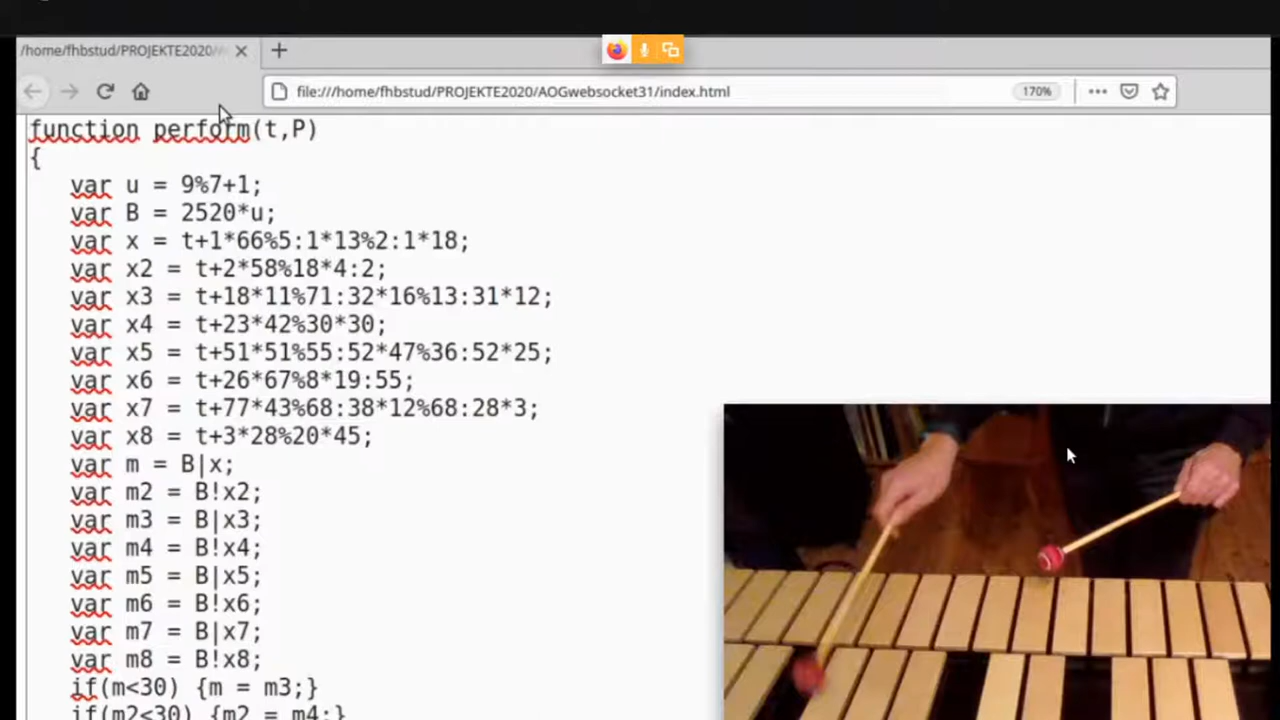 /home/fhbstud/PROJEKTE2020/
file:///home/fhbstud/PROJEKTE2020/AOGwebsocket31/index.html
170%
function perform(t,P)
{
var u = 9%7+1;
var B = 2520*u;
var x = t+1*66%5:1*13%2:1*18;
var x2 = t+2*58%18*4:2;
var x3 = t+18*11%71:32*16%13:31*12;
var x4 = t+23*42%30*30;
var x5 = t+51*51%55:52*47%36:52*25;
var x6 = t+26*67%8*19:55;
var x7 = t+77*43%68:38*12%68:28*3;
var x8 = t+3*28%20*45;
var m = B|x;
var m2 = B!x2;
var m3 = B|x3;
var m4 = B!x4;
var m5 = B|x5;
var m6 = B!x6;
var m7 = B|x7;
var m8 = B!x8;
if(m<30) {m = m3;}
if(m2<30) {m2 = m4;}